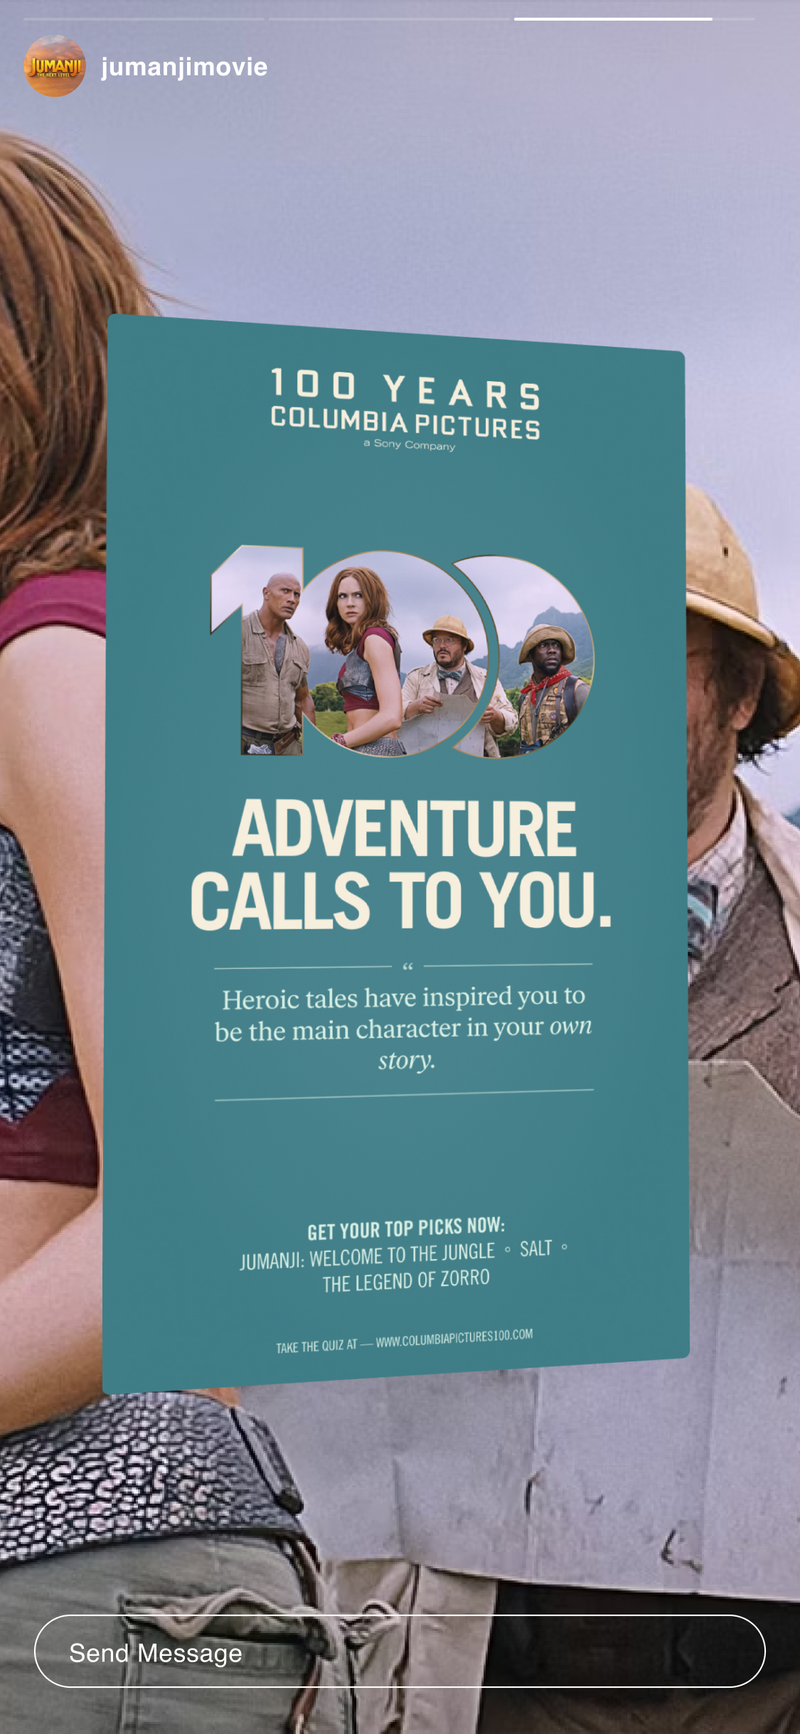 JUMANJI
THE NEXT LEVEL
jumanjimovie
100 YEARS
COLUMBIA PICTURES
a Sony Company
100
ADVENTURE
CALLS TO YOU.
“
Heroic tales have inspired you to
be the main character in your own
story.
GET YOUR TOP PICKS NOW:
JUMANJI: WELCOME TO THE JUNGLE ◦ SALT ◦
THE LEGEND OF ZORRO
TAKE THE QUIZ AT — WWW.COLUMBIAPICTURES100.COM
Send Message